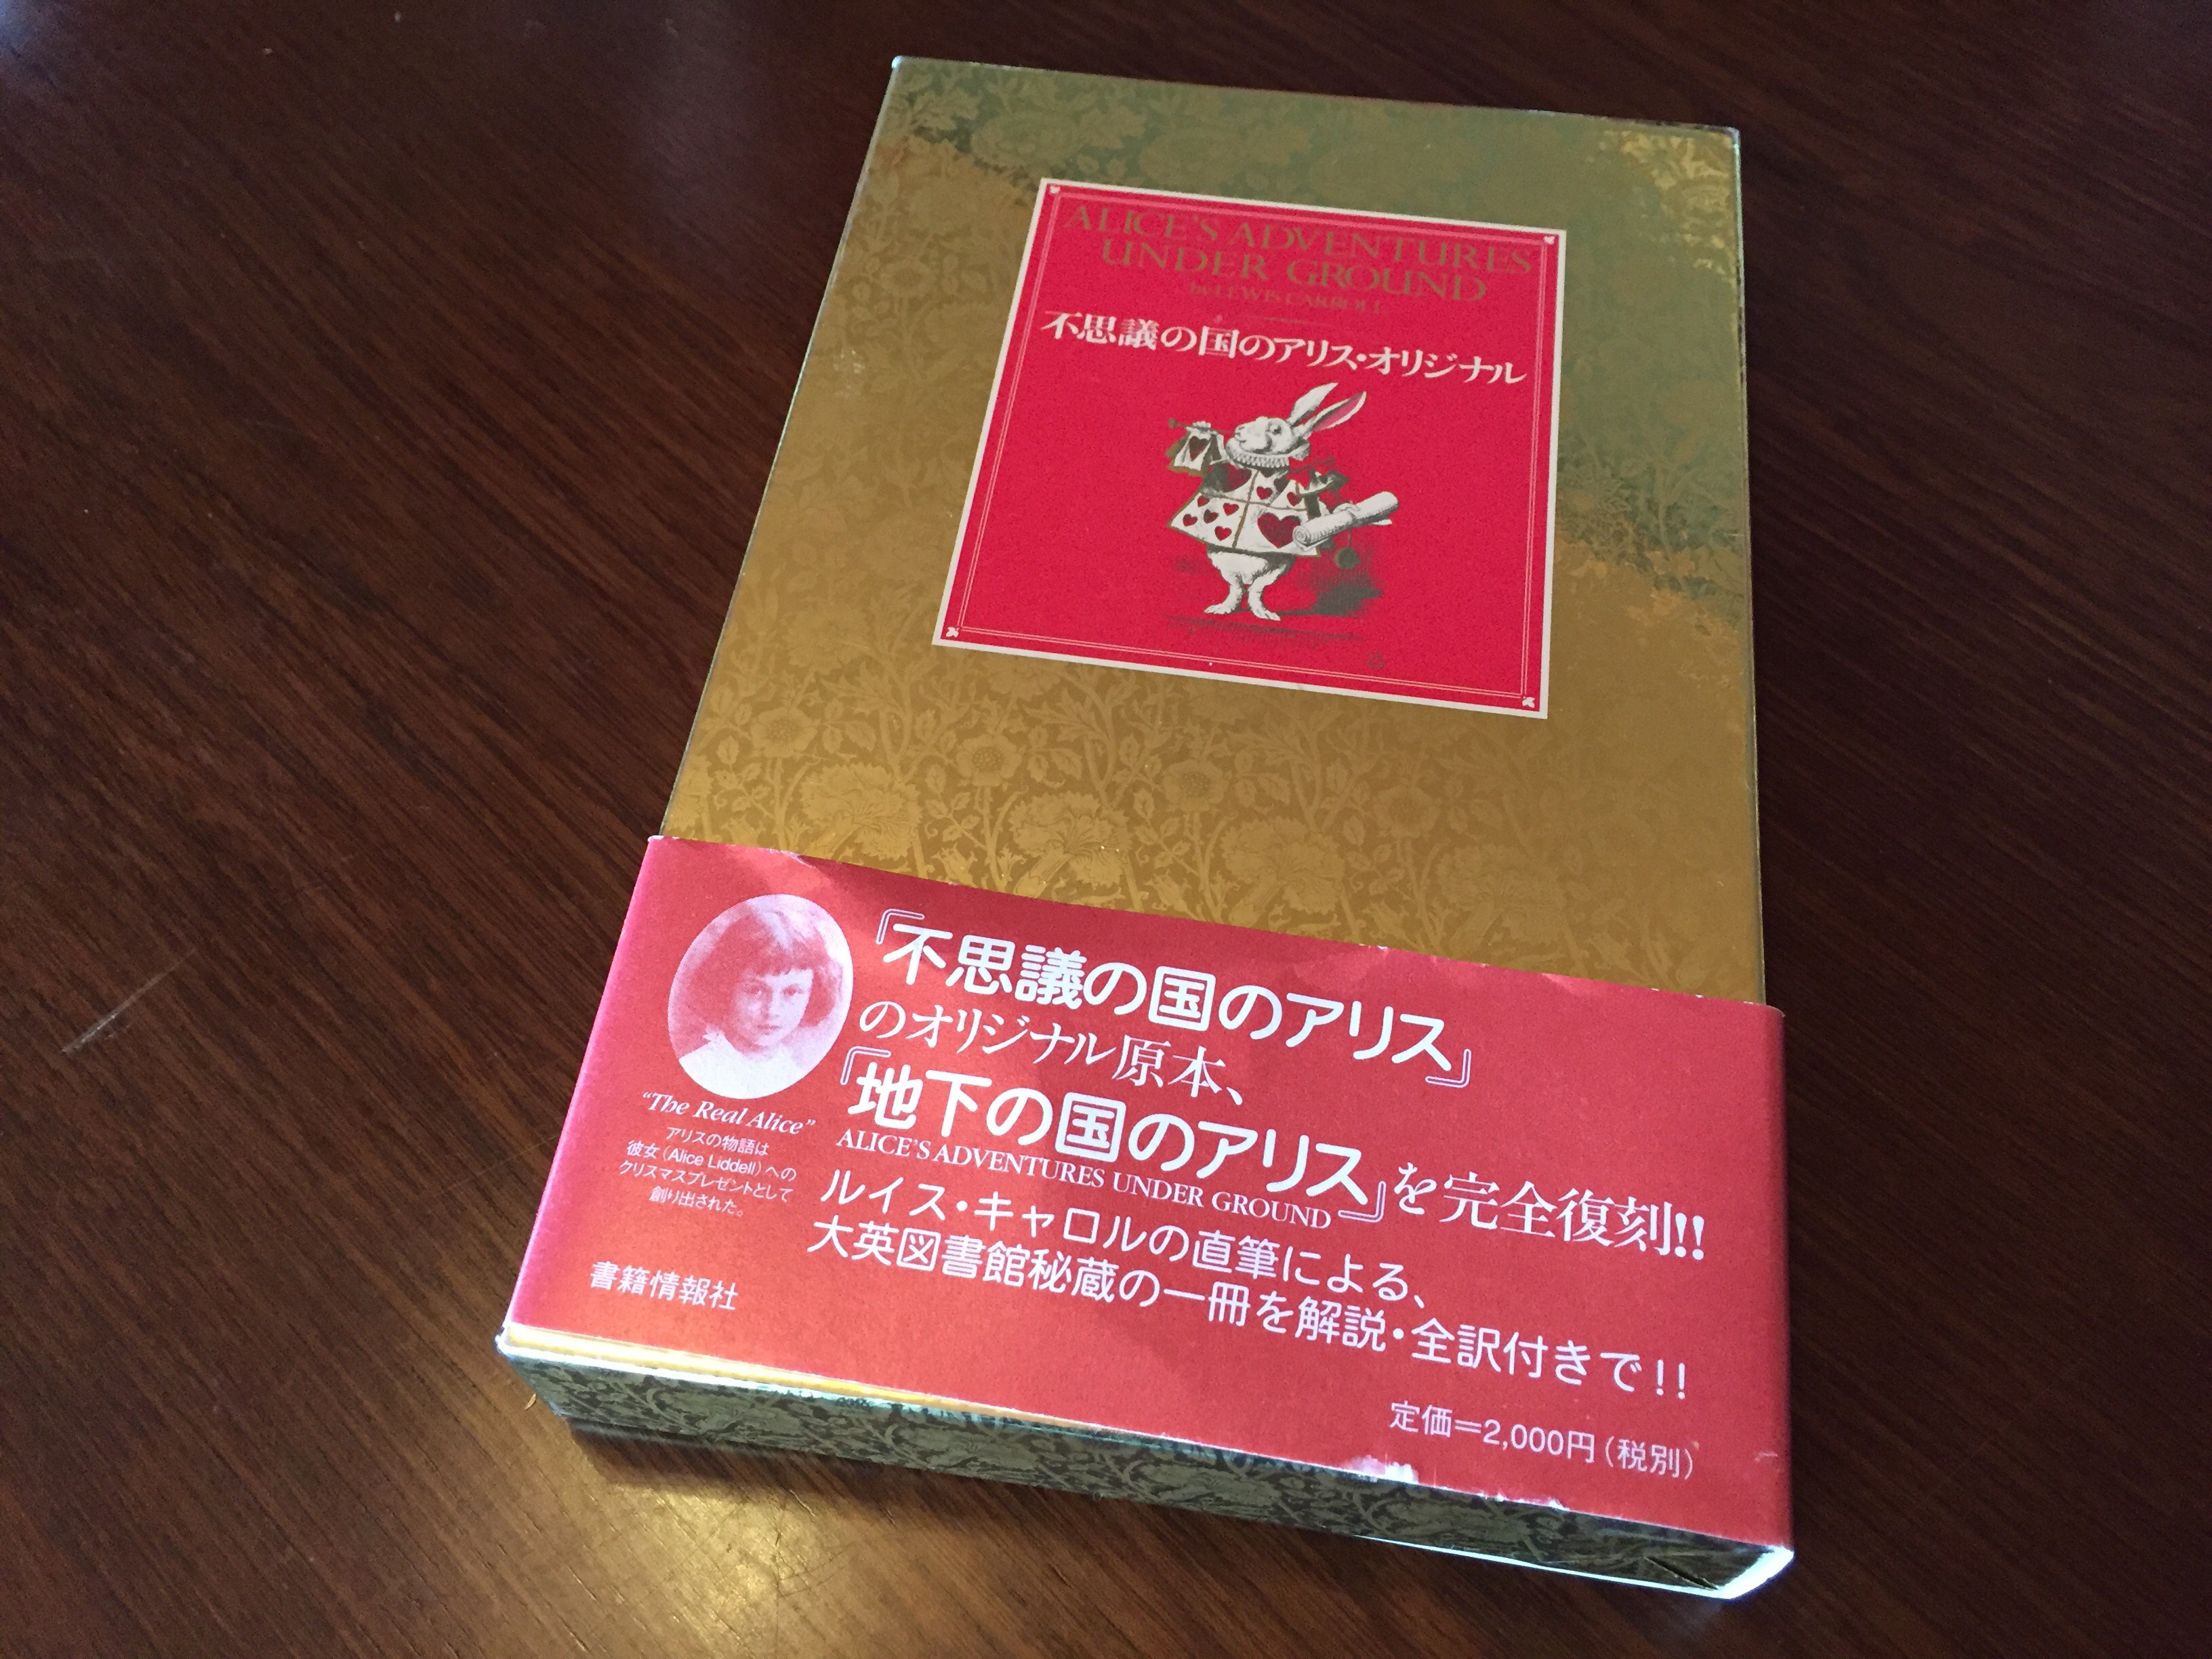 ALICE'S ADVENTURES
UNDER GROUND
by LEWIS CARROLL
不思議の国のアリス・オリジナル
『不思議の国のアリス』
のオリジナル原本、
『地下の国のアリス』を完全復刻!!
ALICE'S ADVENTURES UNDER GROUND
ルイス・キャロルの直筆による、
大英図書館秘蔵の一冊を解説・全訳付きで!!
"The Real Alice"
アリスの物語は
彼女(Alice Liddell)への
クリスマスプレゼントとして
創り出された。
書籍情報社
定価=2,000円(税別)